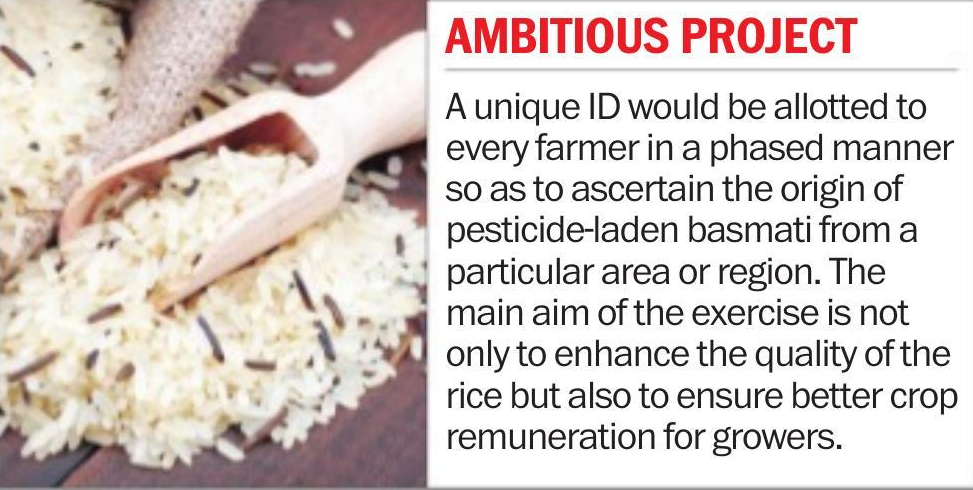 AMBITIOUS PROJECT
A unique ID would be allotted to
every farmer in a phased manner
so as to ascertain the origin of
pesticide-laden basmati from a
particular area or region. The
main aim of the exercise is not
only to enhance the quality of the
rice but also to ensure better crop
remuneration for growers.